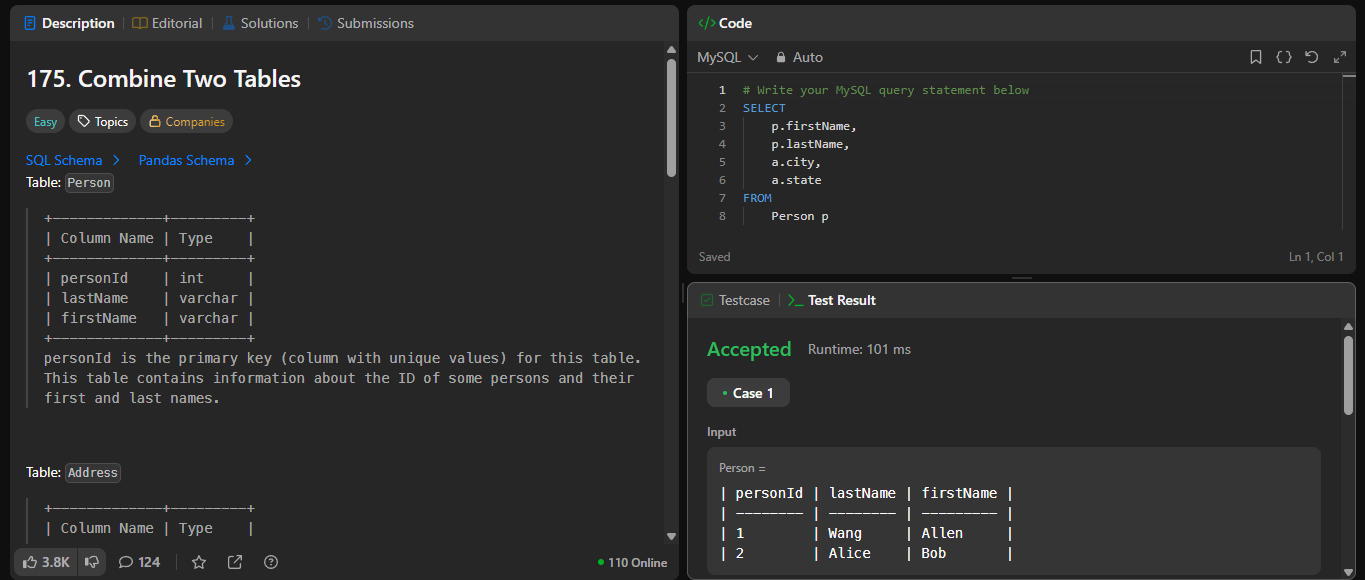 Description Editorial Solutions Submissions
175. Combine Two Tables
Easy Topics Companies
SQL Schema Pandas Schema
Table: Person
+-------------+---------+
| Column Name | Type    |
+-------------+---------+
| personId    | int     |
| lastName    | varchar |
| firstName   | varchar |
+-------------+---------+
personId is the primary key (column with unique values) for this table.
This table contains information about the ID of some persons and their
first and last names.
Table: Address
+-------------+---------+
| Column Name | Type    |
3.8K 124 110 Online
</> Code
MySQL Auto
1 # Write your MySQL query statement below
2 SELECT
3 p.firstName,
4 p.lastName,
5 a.city,
6 a.state
7 FROM
8 Person p
Saved Ln 1, Col 1
Testcase >_ Test Result
Accepted Runtime: 101 ms
• Case 1
Input
Person =
| personId | lastName | firstName |
| -------- | -------- | --------- |
| 1        | Wang     | Allen     |
| 2        | Alice    | Bob       |